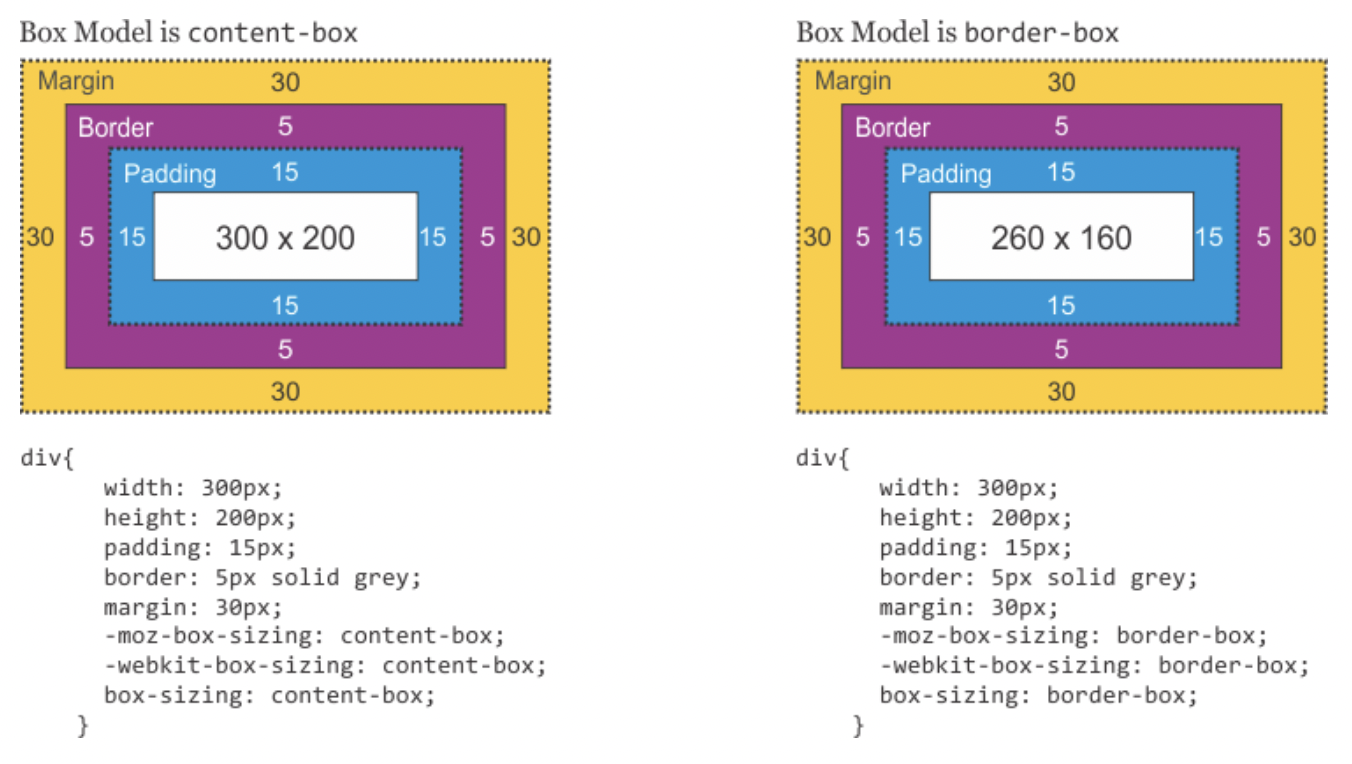 Box Model is content-box
Margin 30
Border 5
Padding 15
30 5 15 300 x 200 15 5 30
15
5
30
div{
width: 300px;
height: 200px;
padding: 15px;
border: 5px solid grey;
margin: 30px;
-moz-box-sizing: content-box;
-webkit-box-sizing: content-box;
box-sizing: content-box;
}
Box Model is border-box
Margin 30
Border 5
Padding 15
30 5 15 260 x 160 15 5 30
15
5
30
div{
width: 300px;
height: 200px;
padding: 15px;
border: 5px solid grey;
margin: 30px;
-moz-box-sizing: border-box;
-webkit-box-sizing: border-box;
box-sizing: border-box;
}